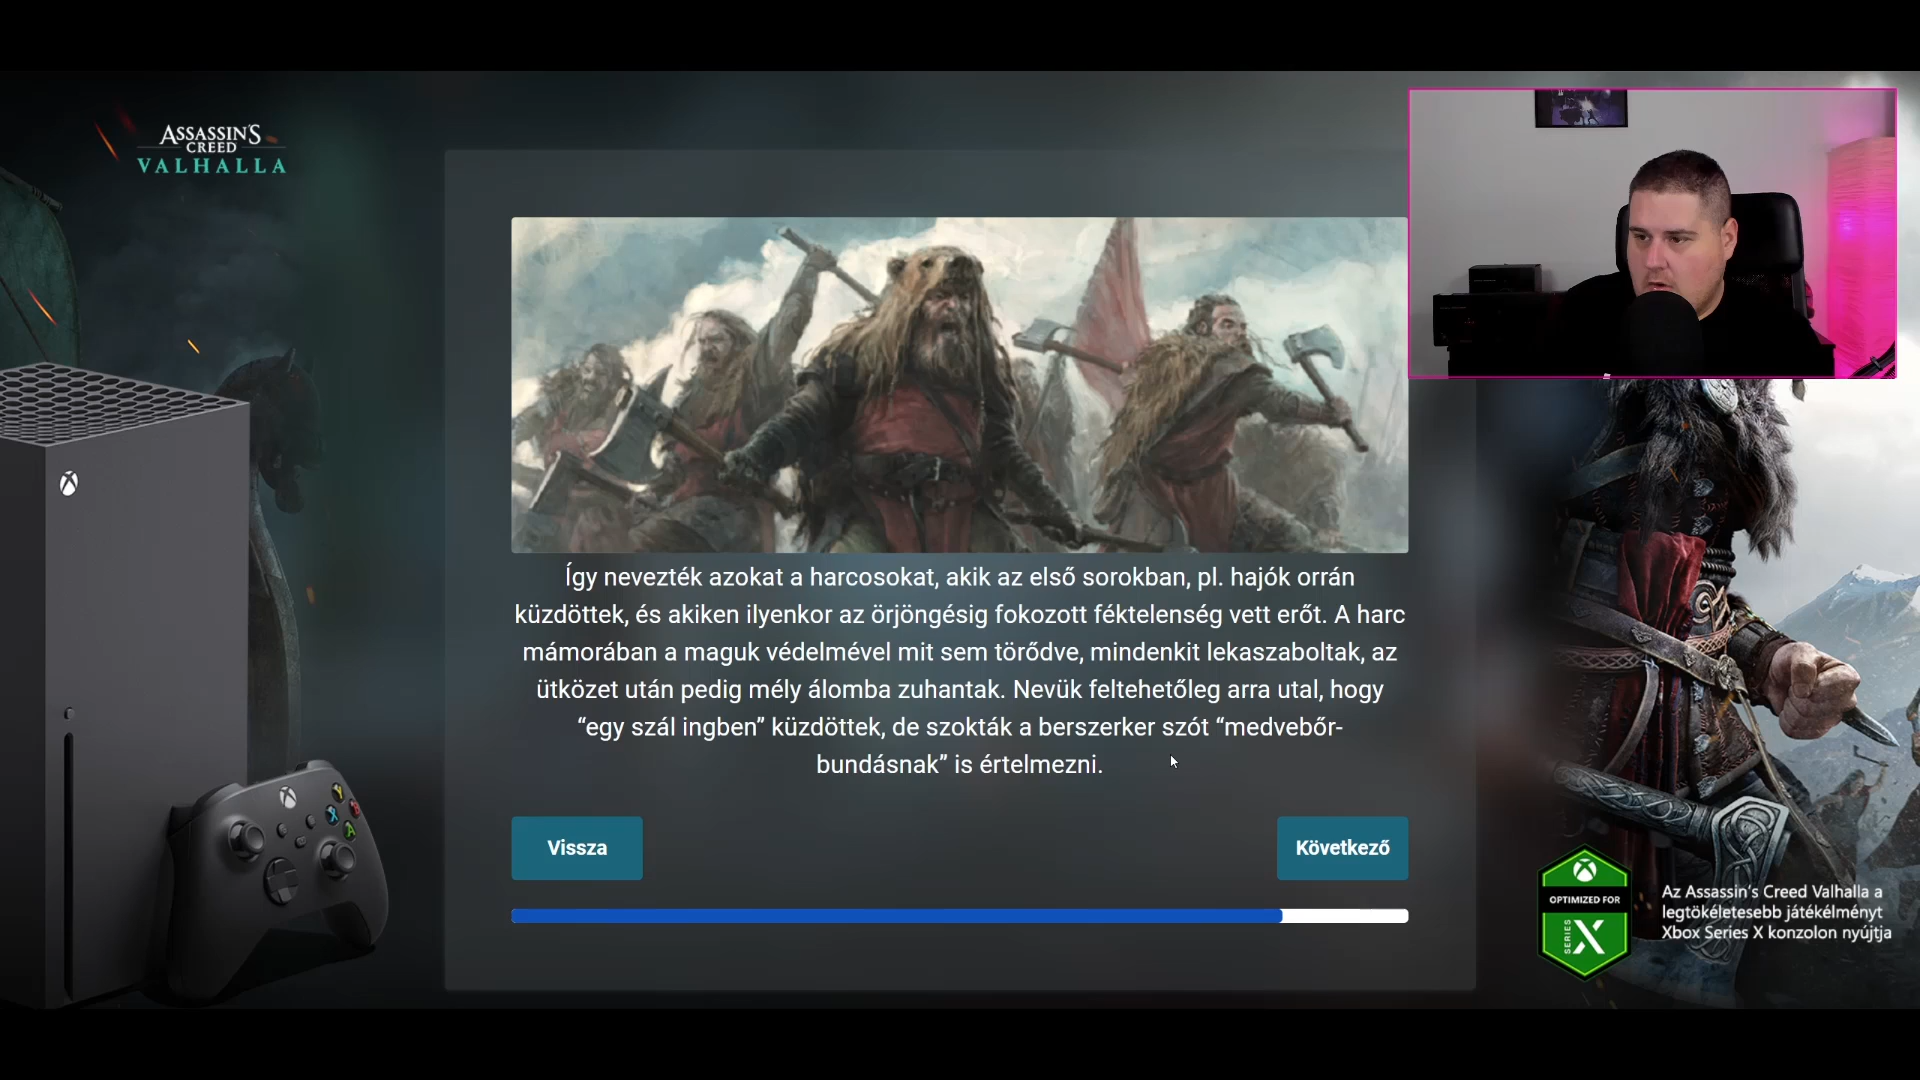 ASSASSIN'S
CREED
VALHALLA
Így nevezték azokat a harcosokat, akik az első sorokban, pl. hajók orrán
küzdöttek, és akiken ilyenkor az örjöngésig fokozott féktelenség vett erőt. A harc
mámorában a maguk védelmével mit sem törődve, mindenkit lekaszaboltak, az
ütközet után pedig mély álomba zuhantak. Nevük feltehetőleg arra utal, hogy
“egy szál ingben” küzdöttek, de szokták a berszerker szót “medvebőr-
bundásnak” is értelmezni.
Vissza
Következő
Y
X
B
A
OPTIMIZED FOR
SERIES
X
Az Assassin's Creed Valhalla a
legtökéletesebb játékélményt
Xbox Series X konzolon nyújtja